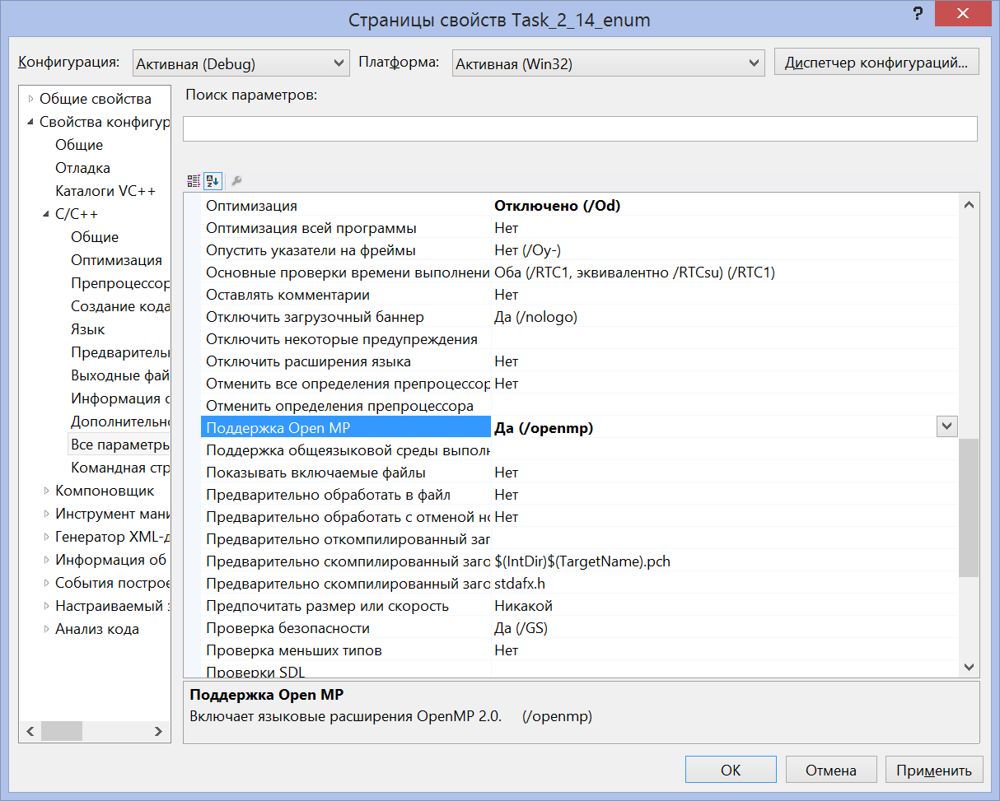 Страницы свойств Task_2_14_enum
?
Конфигурация: Активная (Debug) Платформа: Активная (Win32) Диспетчер конфигураций...
Общие свойства
Свойства конфигур
Общие
Отладка
Каталоги VC++
C/C++
Общие
Оптимизация
Препроцессор
Создание кода
Язык
Предварителы
Выходные фай
Информация с
Дополнительно
Все параметры
Командная стр
Компоновщик
Инструмент мани
Генератор XML-д
Информация об
События построе
Настраиваемый э
Анализ кода
Поиск параметров:
Оптимизация Отключено (/Od)
Оптимизация всей программы Нет
Опустить указатели на фреймы Нет (/Oy-)
Основные проверки времени выполнени Оба (/RTC1, эквивалентно /RTCsu) (/RTC1)
Оставлять комментарии Нет
Отключить загрузочный баннер Да (/nologo)
Отключить некоторые предупреждения
Отключить расширения языка Нет
Отменить все определения препроцессор Нет
Отменить определения препроцессора
Поддержка Open MP Да (/openmp)
Поддержка общеязыковой среды выполн
Показывать включаемые файлы Нет
Предварительно обработать в файл Нет
Предварительно обработать с отменой но Нет
Предварительно откомпилированный заг
Предварительно скомпилированный заго $(IntDir)$(TargetName).pch
Предварительно скомпилированный заго stdafx.h
Предпочитать размер или скорость Никакой
Проверка безопасности Да (/GS)
Проверка меньших типов Нет
Проверки SDL
Поддержка Open MP
Включает языковые расширения OpenMP 2.0. (/openmp)
ОК Отмена Применить